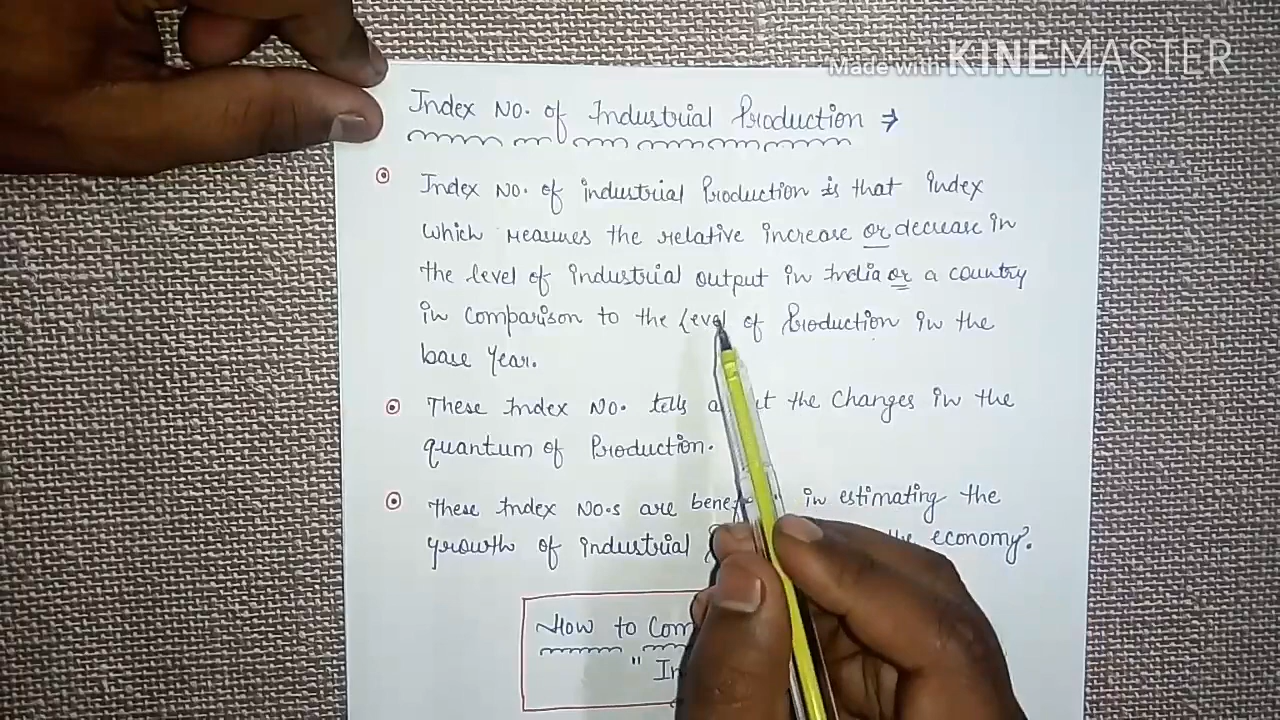 Made with KINEMASTER
Index No. of Industrial Production ⇒
Index No. of industrial Production is that index
which measures the relative increase or decrease in
the level of industrial output in India or a country
in comparison to the level of Production in the
base Year.
These Index No. tells the Changes in the
quantum of Production.
These Index No.s are in estimating the
growth of industrial economy.
How to
"